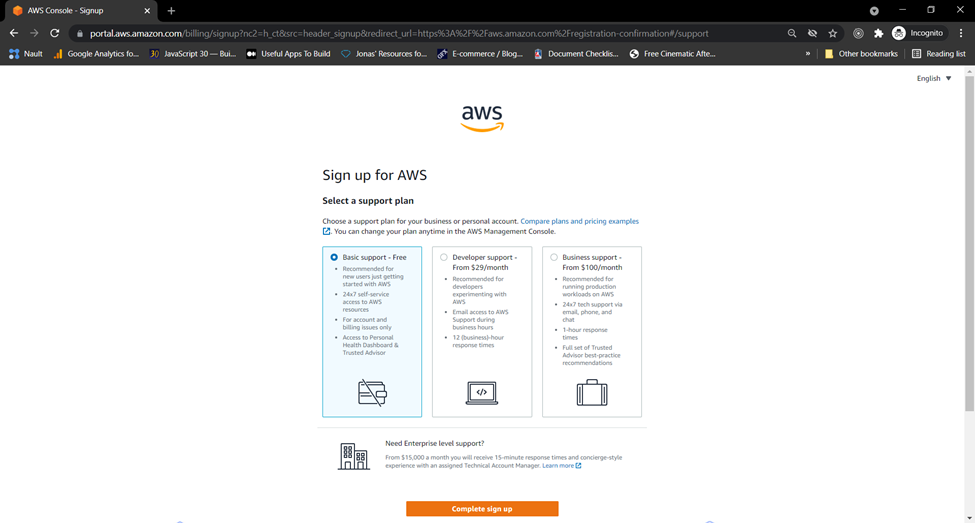 AWS Console - Signup
portal.aws.amazon.com/billing/signup?nc2=h_ct&src=header_signup&redirect_url=https%3A%2F%2Faws.amazon.com%2Fregistration-confirmation#/support
Incognito
Nault
Google Analytics fo...
30
JavaScript 30 — Bui...
Useful Apps To Build
Jonas' Resources fo...
E-commerce / Blog...
Document Checklis...
Free Cinematic Afte...
»
Other bookmarks
Reading list
English
aws
Sign up for AWS
Select a support plan
Choose a support plan for your business or personal account. Compare plans and pricing examples
. You can change your plan anytime in the AWS Management Console.
Basic support - Free
• Recommended for
new users just getting
started with AWS
• 24x7 self-service
access to AWS
resources
• For account and
billing issues only
• Access to Personal
Health Dashboard &
Trusted Advisor
Developer support -
From $29/month
• Recommended for
developers
experimenting with
AWS
• Email access to AWS
Support during
business hours
• 12 (business)-hour
response times
</>
Business support -
From $100/month
• Recommended for
running production
workloads on AWS
• 24x7 tech support via
email, phone, and
chat
• 1-hour response
times
• Full set of Trusted
Advisor best-practice
recommendations
Need Enterprise level support?
From $15,000 a month you will receive 15-minute response times and concierge-style
experience with an assigned Technical Account Manager. Learn more
Complete sign up